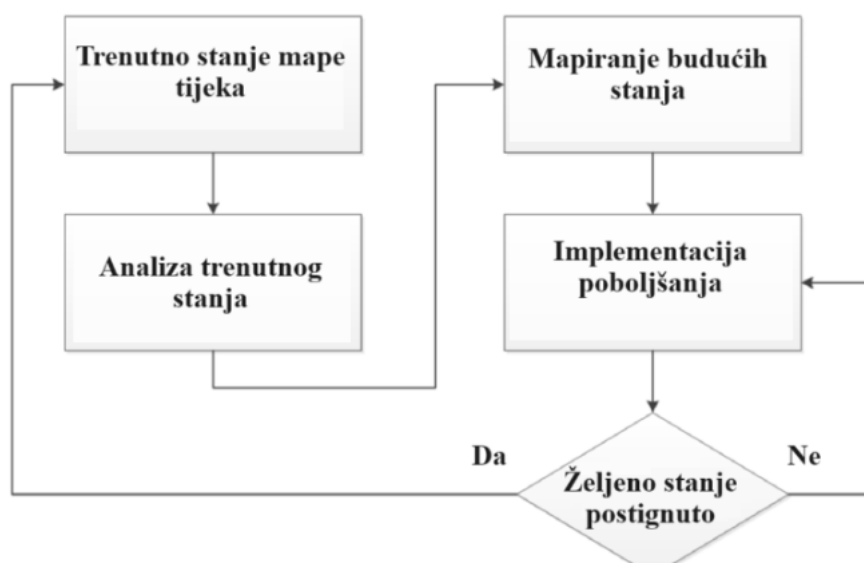 Trenutno stanje mape
tijeka
Analiza trenutnog
stanja
Mapiranje budućih
stanja
Implementacija
poboljšanja
Da
Ne
Željeno stanje
postignuto